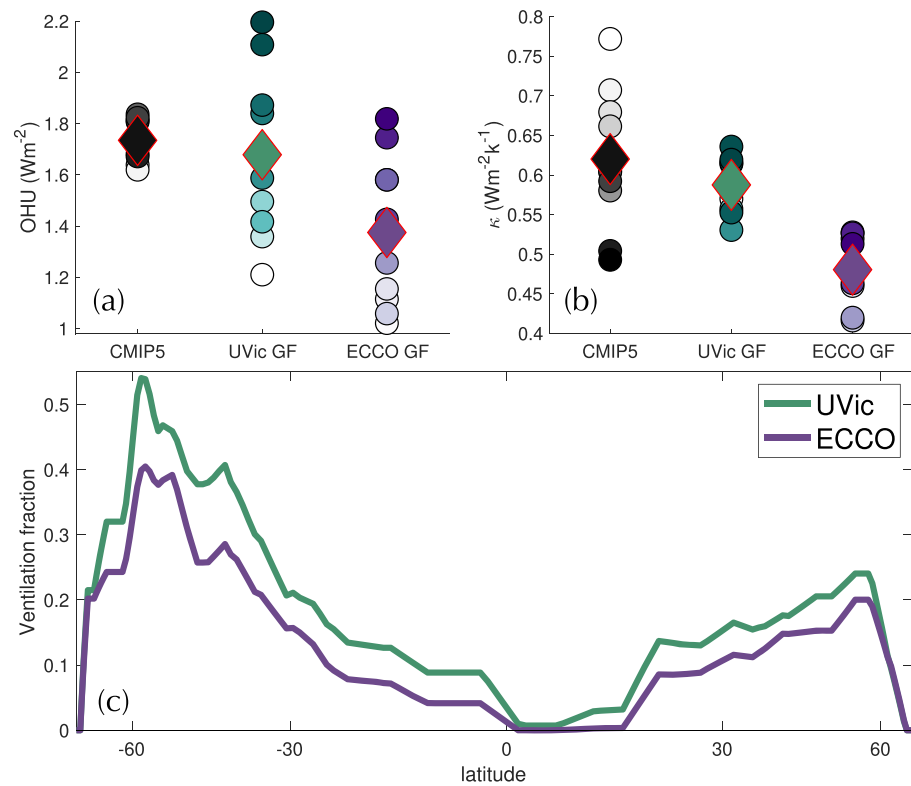 2.2
2
1.8
1.6
1.4
1.2
1
OHU (Wm-2)
(a)
CMIP5 UVic GF ECCO GF
0.8
0.75
0.7
0.65
0.6
0.55
0.5
0.45
0.4
κ (Wm-2k-1)
(b)
CMIP5 UVic GF ECCO GF
0.5
0.4
0.3
0.2
0.1
0
Ventilation fraction
(c)
UVic
ECCO
-60 -30 0 30 60
latitude